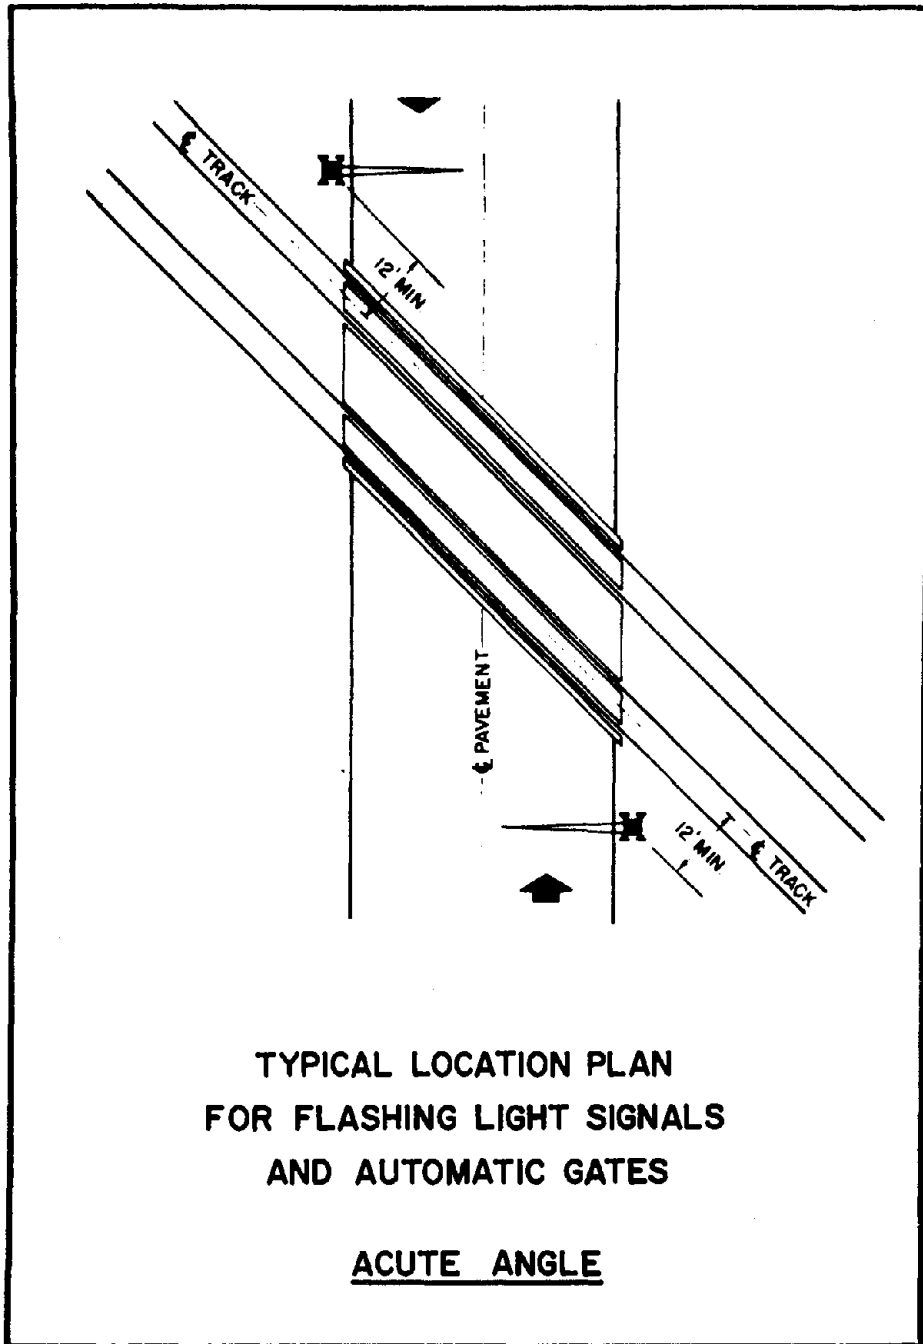 ℄ TRACK
12' MIN
℄ PAVEMENT
12' MIN.
℄ TRACK
TYPICAL LOCATION PLAN
FOR FLASHING LIGHT SIGNALS
AND AUTOMATIC GATES
ACUTE ANGLE